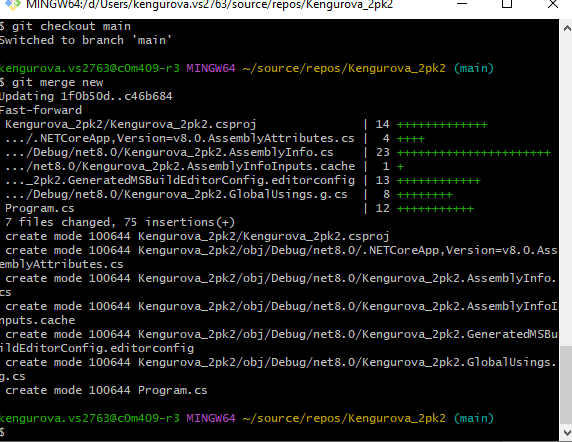 MINGW64:/d/Users/kengurova.vs2763/source/repos/Kengurova_2pk2
$ git checkout main
Switched to branch 'main'
kengurova.vs2763@c0m409-r3 MINGW64 ~/source/repos/Kengurova_2pk2 (main)
$ git merge new
Updating 1f0b50d..c46b684
Fast-forward
 Kengurova_2pk2/Kengurova_2pk2.csproj | 14 +++++++++++++
 .../.NETCoreApp,Version=v8.0.AssemblyAttributes.cs | 4 ++++
 .../Debug/net8.0/Kengurova_2pk2.AssemblyInfo.cs | 23 ++++++++++++++++++++++
 .../net8.0/Kengurova_2pk2.AssemblyInfoInputs.cache | 1 +
 ..._2pk2.GeneratedMSBuildEditorConfig.editorconfig | 13 ++++++++++++
 .../Debug/net8.0/Kengurova_2pk2.GlobalUsings.g.cs | 8 ++++++++
 Program.cs | 12 +++++++++++
 7 files changed, 75 insertions(+)
 create mode 100644 Kengurova_2pk2/Kengurova_2pk2.csproj
 create mode 100644 Kengurova_2pk2/obj/Debug/net8.0/.NETCoreApp,Version=v8.0.Ass
emblyAttributes.cs
 create mode 100644 Kengurova_2pk2/obj/Debug/net8.0/Kengurova_2pk2.AssemblyInfo.
cs
 create mode 100644 Kengurova_2pk2/obj/Debug/net8.0/Kengurova_2pk2.AssemblyInfoI
nputs.cache
 create mode 100644 Kengurova_2pk2/obj/Debug/net8.0/Kengurova_2pk2.GeneratedMSBu
ildEditorConfig.editorconfig
 create mode 100644 Kengurova_2pk2/obj/Debug/net8.0/Kengurova_2pk2.GlobalUsings.
g.cs
 create mode 100644 Program.cs
kengurova.vs2763@c0m409-r3 MINGW64 ~/source/repos/Kengurova_2pk2 (main)
$